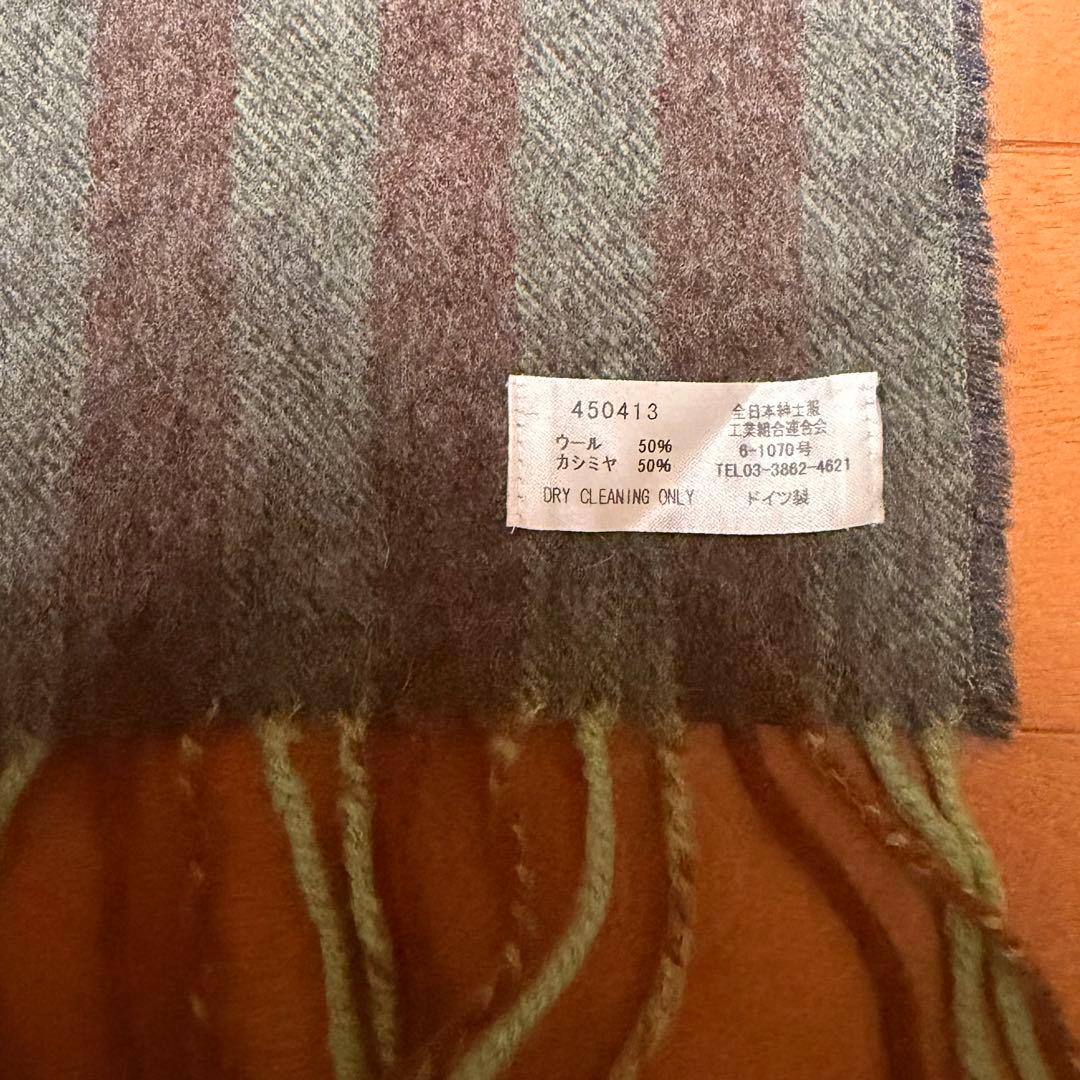 450413
ウール 50%
カシミヤ 50%
DRY CLEANING ONLY
全日本紳士服
工業組合連合会
6-1070号
TEL03-3862-4621
ドイツ製